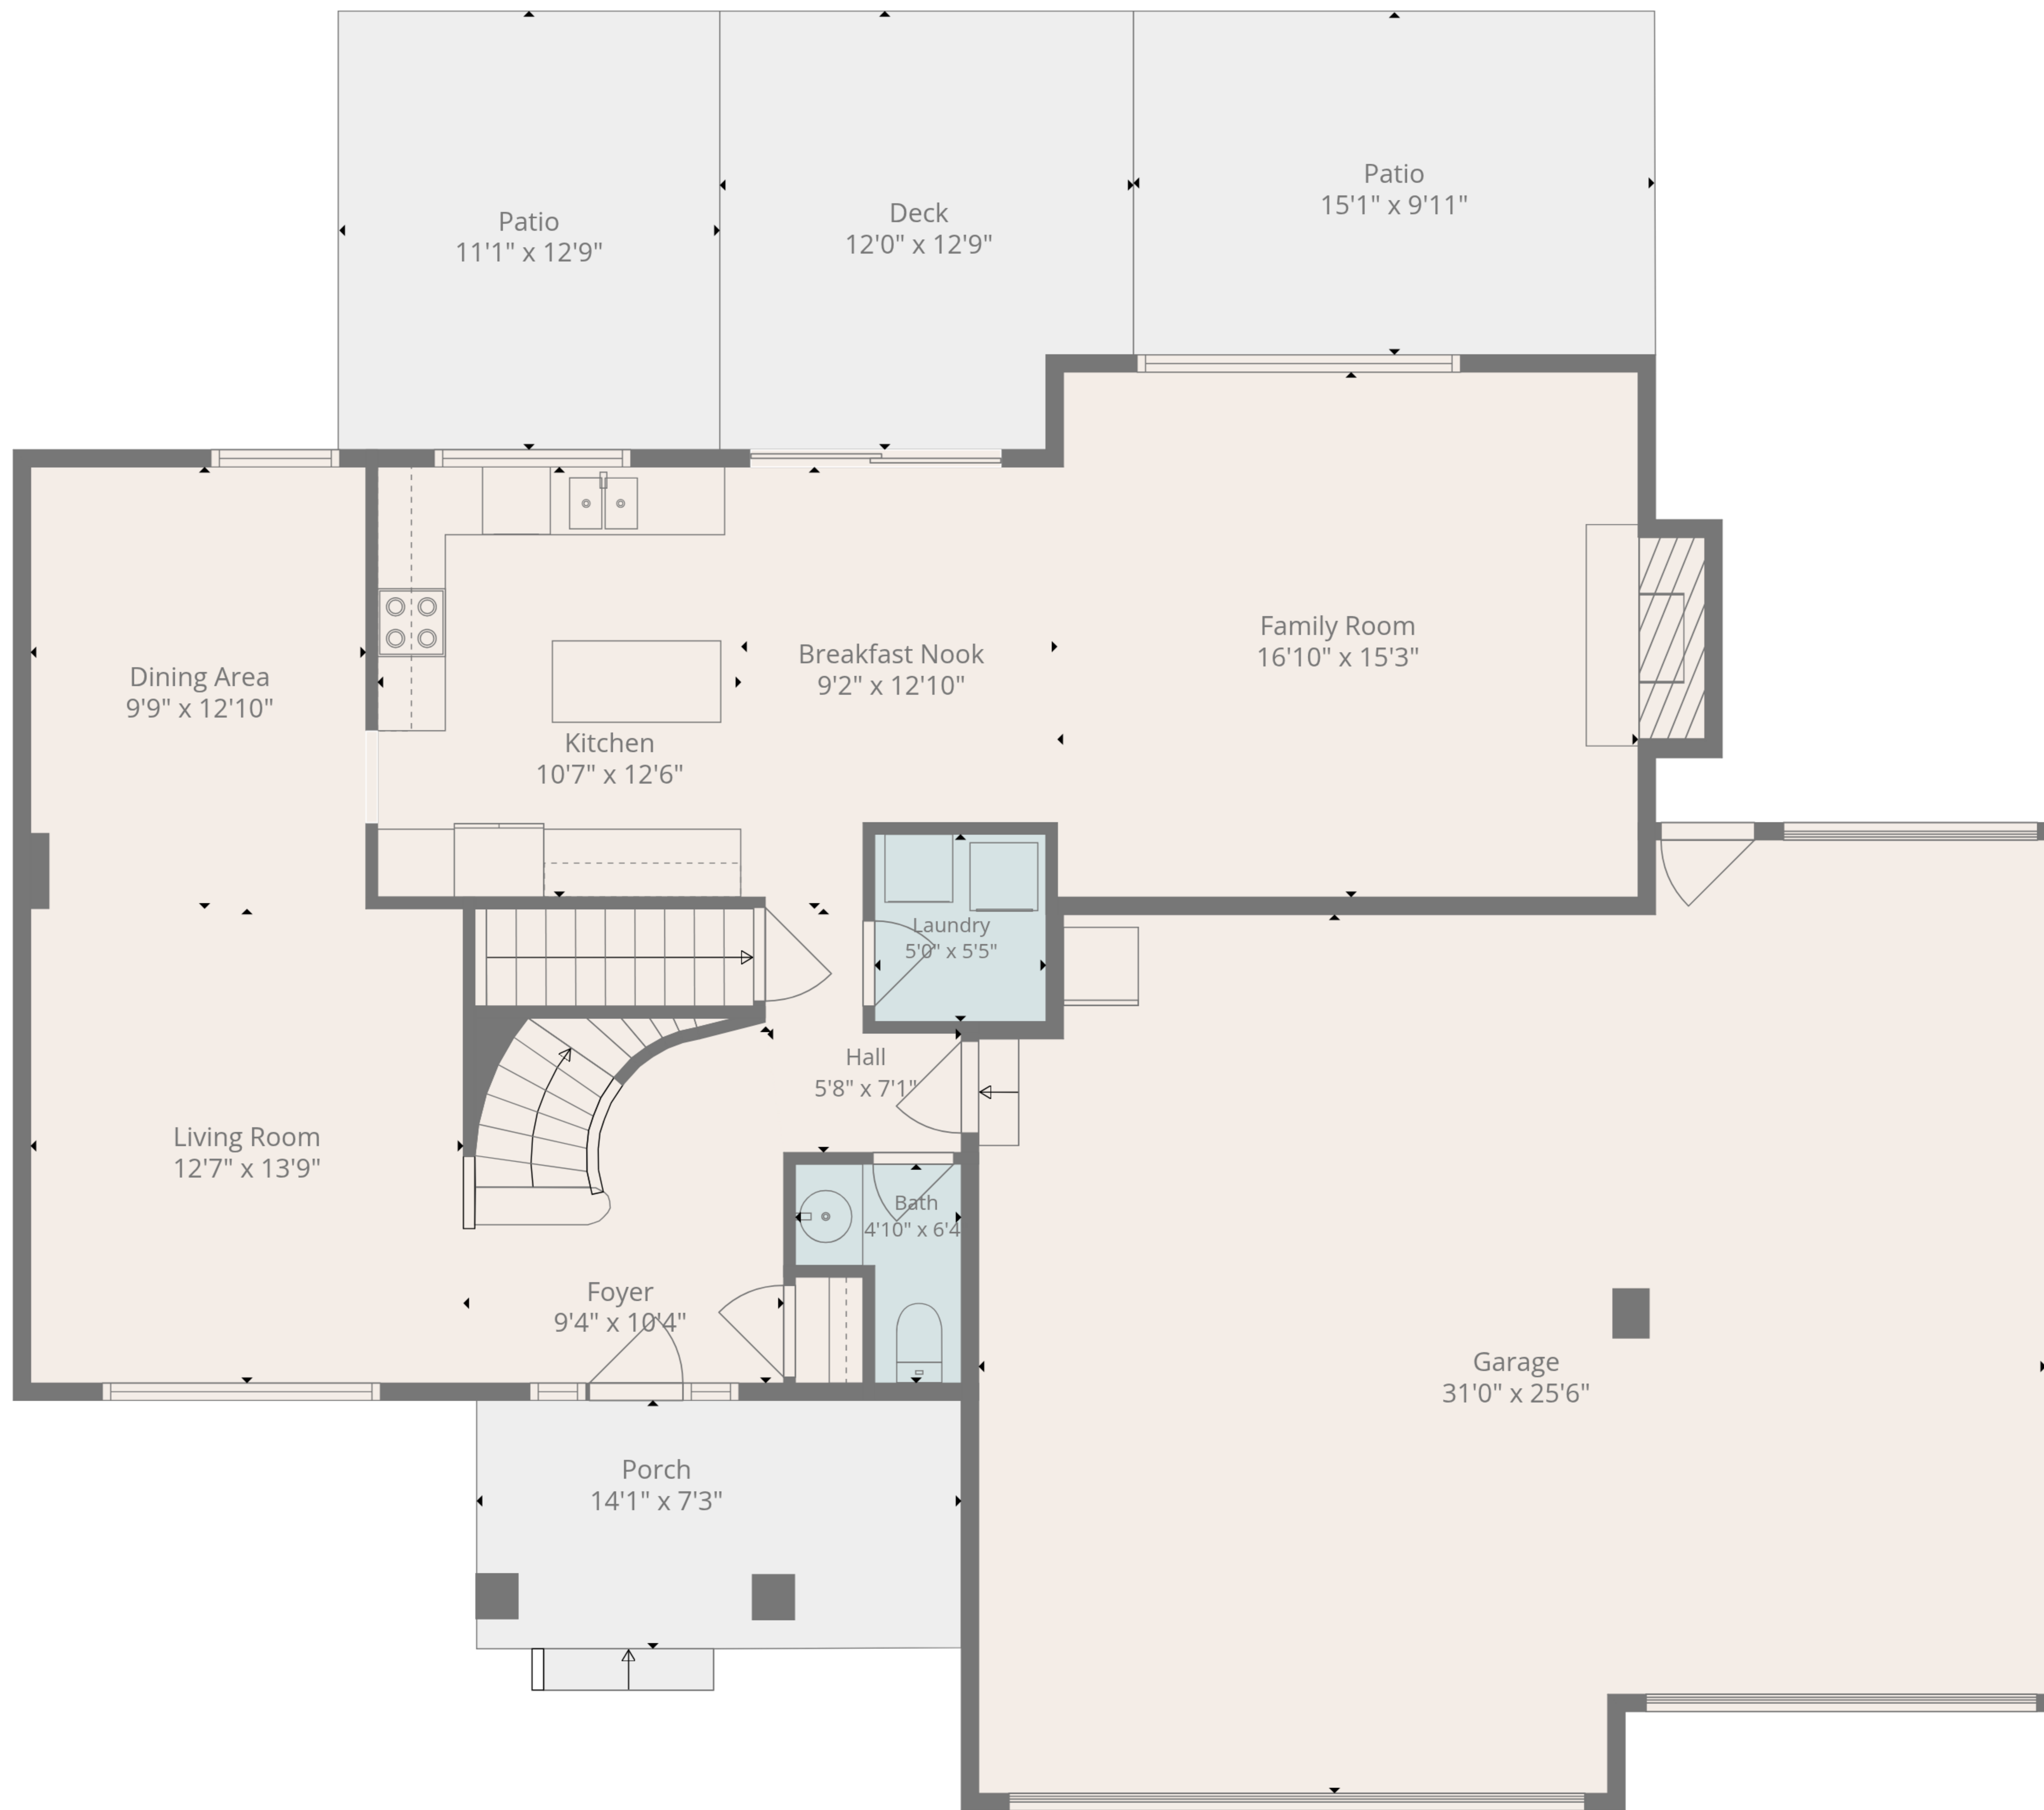 Patio
11'1" x 12'9"
Deck
12'0" x 12'9"
Patio
15'1" x 9'11"
Dining Area
9'9" x 12'10"
Kitchen
10'7" x 12'6"
Breakfast Nook
9'2" x 12'10"
Family Room
16'10" x 15'3"
Laundry
5'0" x 5'5"
Hall
5'8" x 7'1"
Living Room
12'7" x 13'9"
Bath
4'10" x 6'4
Foyer
9'4" x 10'4"
Garage
31'0" x 25'6"
Porch
14'1" x 7'3"